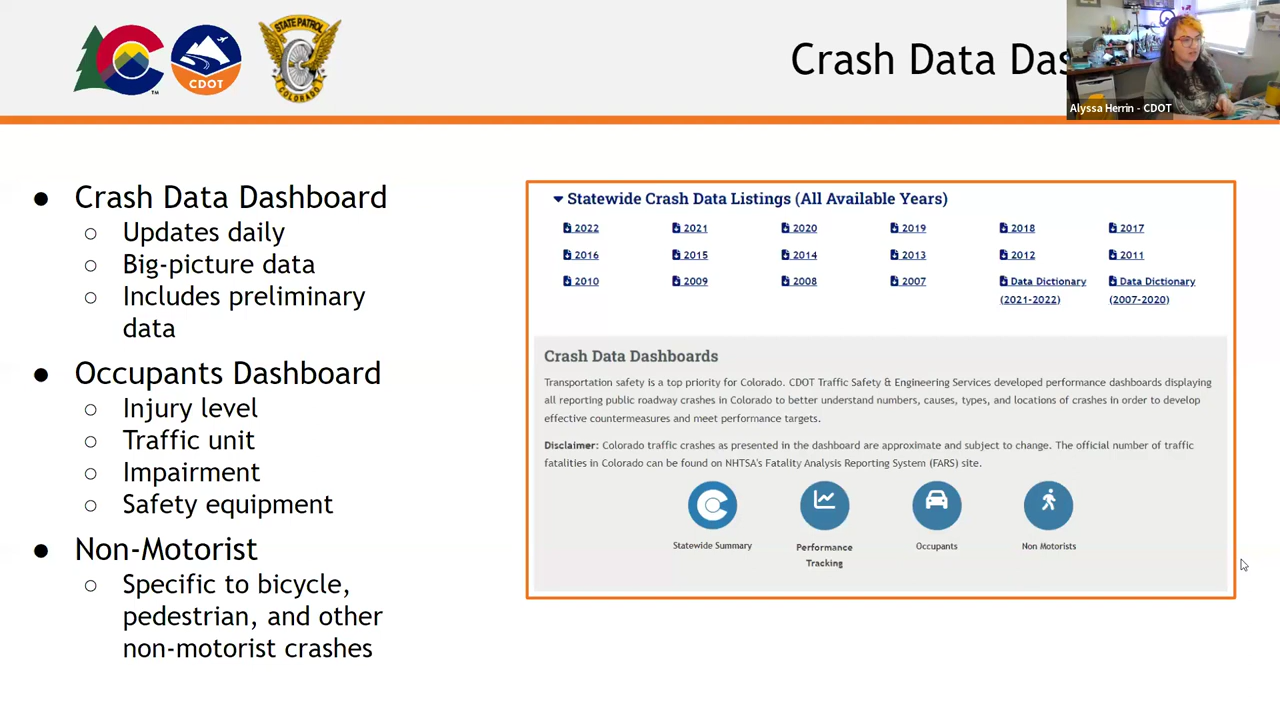 STATE PATROL
COLORADO
CDOT
TM
Crash Data Das
Alyssa Herrin - CDOT
● Crash Data Dashboard
○ Updates daily
○ Big-picture data
○ Includes preliminary
data
● Occupants Dashboard
○ Injury level
○ Traffic unit
○ Impairment
○ Safety equipment
● Non-Motorist
○ Specific to bicycle,
pedestrian, and other
non-motorist crashes
Statewide Crash Data Listings (All Available Years)
2022 2021 2020 2019 2018 2017
2016 2015 2014 2013 2012 2011
2010 2009 2008 2007 Data Dictionary Data Dictionary
(2021-2022) (2007-2020)
Crash Data Dashboards
Transportation safety is a top priority for Colorado. CDOT Traffic Safety & Engineering Services developed performance dashboards displaying
all reporting public roadway crashes in Colorado to better understand numbers, causes, types, and locations of crashes in order to develop
effective countermeasures and meet performance targets.
Disclaimer: Colorado traffic crashes as presented in the dashboard are approximate and subject to change. The official number of traffic
fatalities in Colorado can be found on NHTSA's Fatality Analysis Reporting System (FARS) site.
Statewide Summary Performance Occupants Non Motorists
Tracking